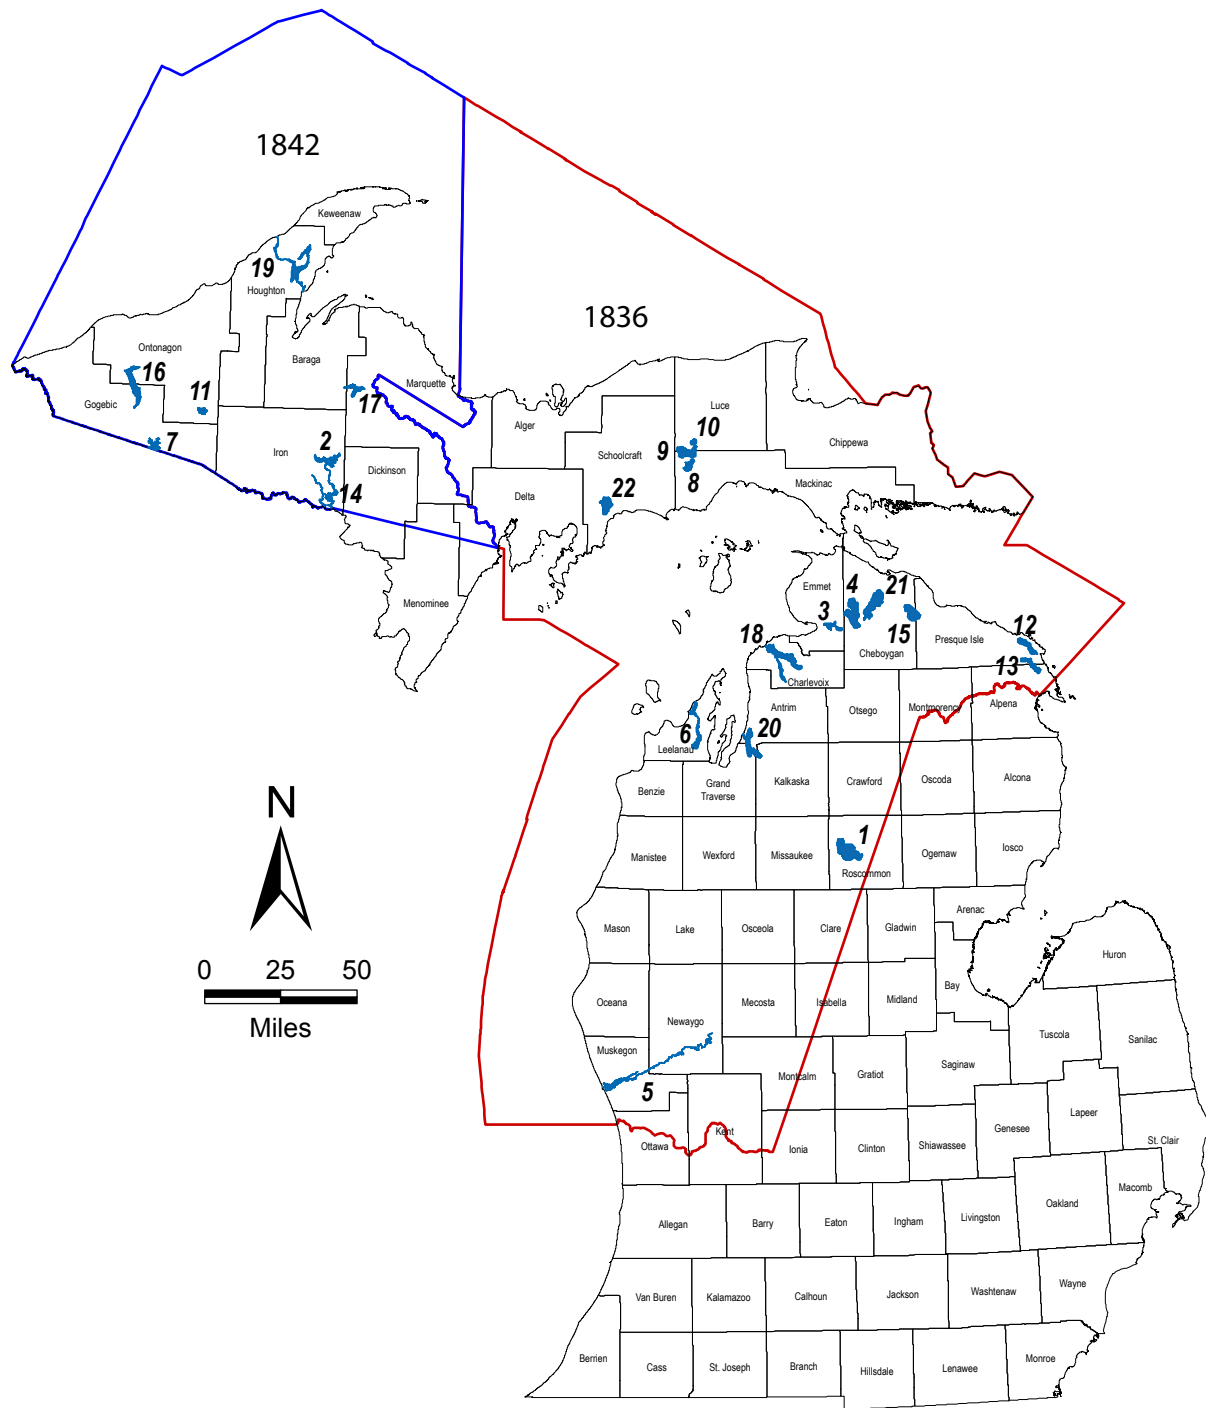 1842
Keweenaw
19
Houghton
1836
Ontonagon
Baraga
16
11
17
Marquette
Gogebic
Luce
10
Alger
Chippewa
7
Iron
2
Dickinson
Schoolcraft
9
8
Mackinac
14
Delta
22
Menominee
Emmet
4
21
3
15
Presque Isle
12
18
Cheboygan
13
Charlevoix
Antrim
Otsego
Montmorency
Alpena
6
20
Leelanau
Benzie
Grand
Traverse
Kalkaska
Crawford
Oscoda
Alcona
N
1
Manistee
Wexford
Missaukee
Roscommon
Ogemaw
Iosco
Arenac
Mason
Lake
Osceola
Clare
Gladwin
Huron
0 25 50
Miles
Oceana
Newaygo
Mecosta
Isabella
Midland
Bay
Tuscola
Sanilac
Muskegon
5
Montcalm
Gratiot
Saginaw
Lapeer
Genesee
Ottawa
Kent
Ionia
Clinton
Shiawassee
St. Clair
Macomb
Oakland
Allegan
Barry
Eaton
Ingham
Livingston
Van Buren
Kalamazoo
Calhoun
Jackson
Washtenaw
Wayne
Berrien
Cass
St. Joseph
Branch
Hillsdale
Lenawee
Monroe